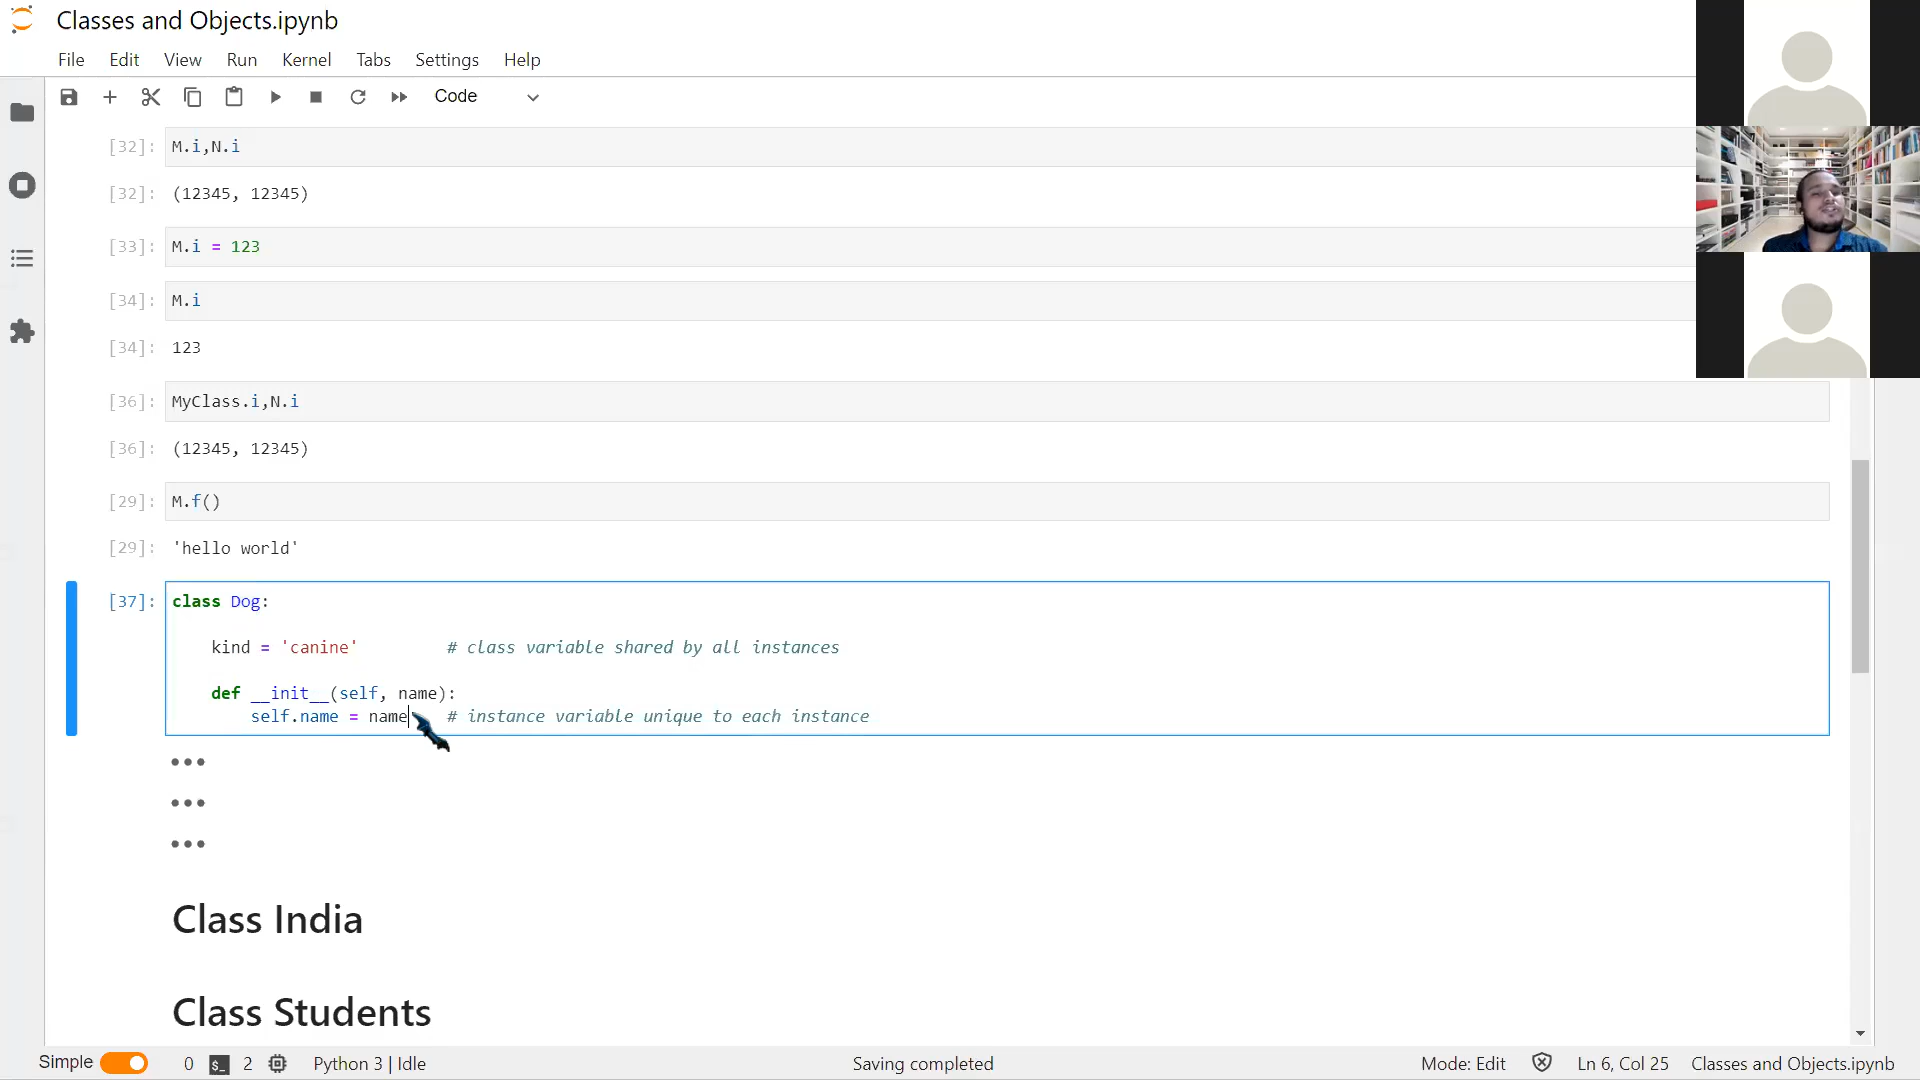 Classes and Objects.ipynb
File Edit View Run Kernel Tabs Settings Help
Code
[32]: M.i,N.i
[32]: (12345, 12345)
[33]: M.i = 123
[34]: M.i
[34]: 123
[36]: MyClass.i,N.i
[36]: (12345, 12345)
[29]: M.f()
[29]: 'hello world'
[37]: class Dog:
kind = 'canine' # class variable shared by all instances
def __init__(self, name):
self.name = name # instance variable unique to each instance
Class India
Class Students
Simple 0 $_ 2 Python 3 | Idle Saving completed Mode: Edit Ln 6, Col 25 Classes and Objects.ipynb